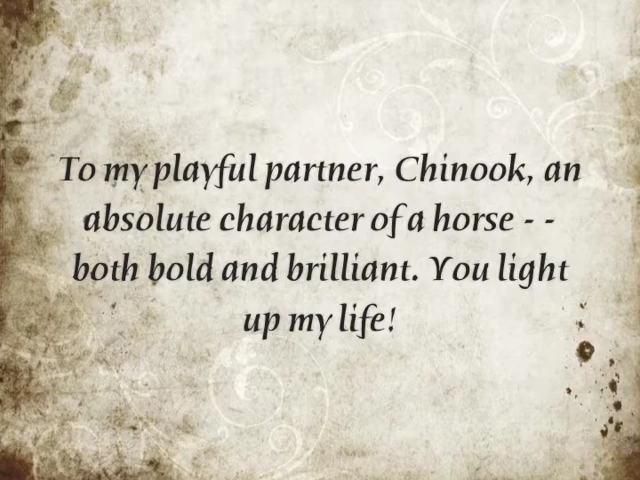 To my playful partner, Chinook, an
absolute character of a horse - -
both bold and brilliant. You light
up my life!